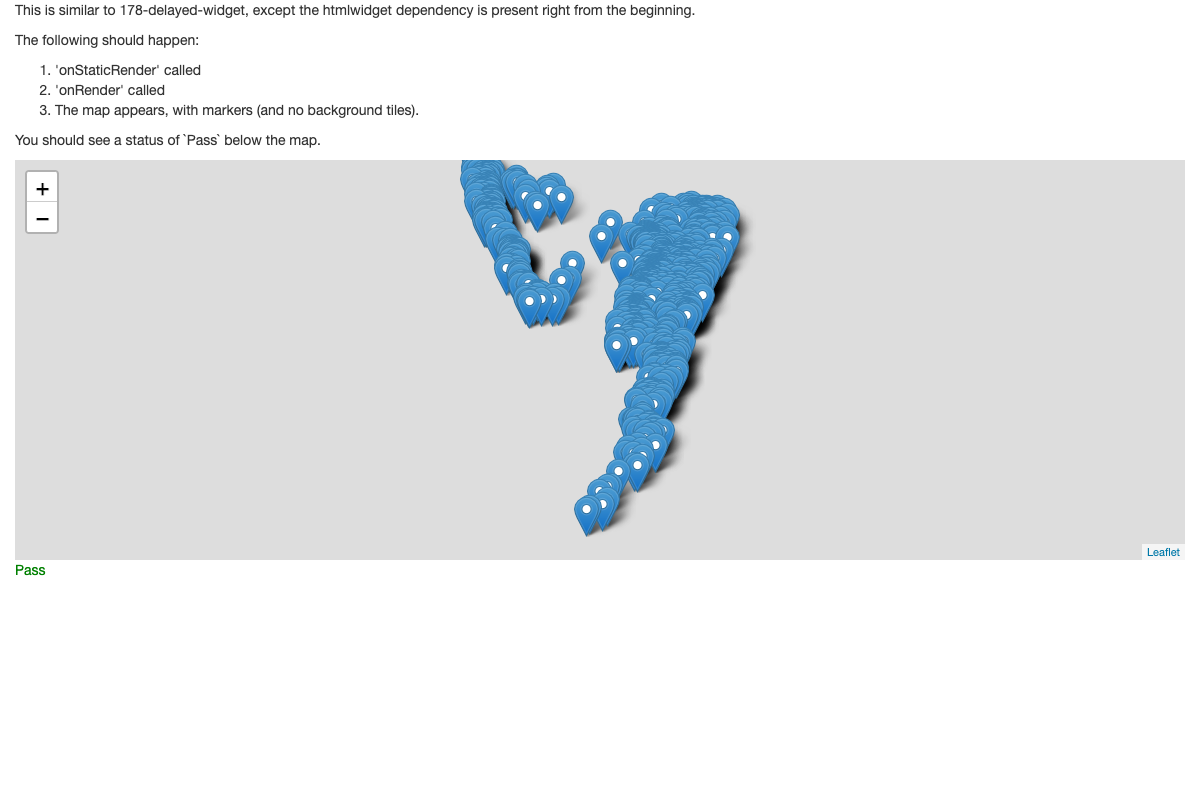 This is similar to 178-delayed-widget, except the htmlwidget dependency is present right from the beginning.
The following should happen:
1. 'onStaticRender' called
2. 'onRender' called
3. The map appears, with markers (and no background tiles).
You should see a status of `Pass` below the map.
+
−
Leaflet
Pass